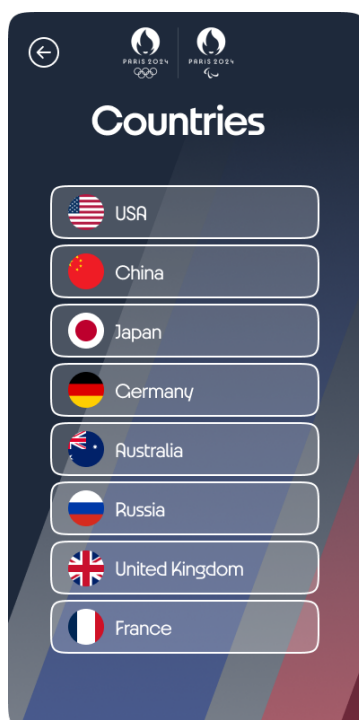 PARIS 2024 PARIS 2024
Countries
USA
China
Japan
Germany
Australia
Russia
United Kingdom
France